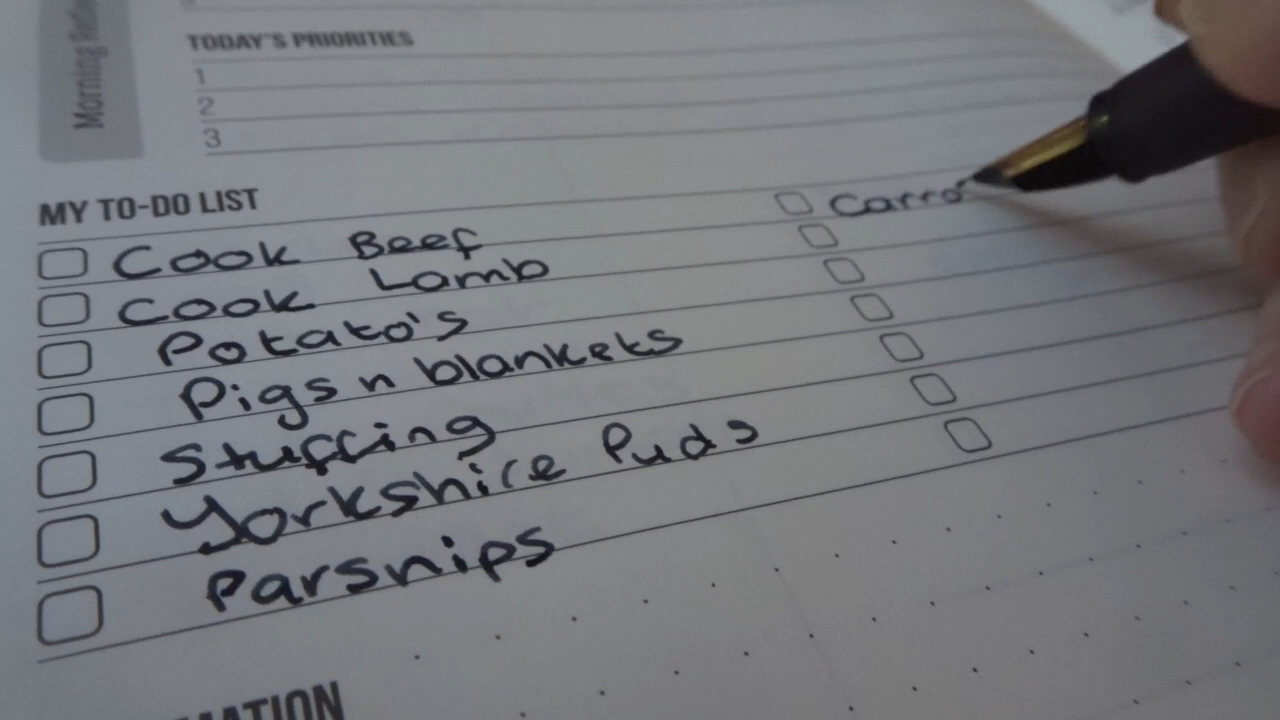 TODAY'S PRIORITIES
1
2
3
MY TO-DO LIST
Cook Beef
Cook Lamb
Potato's
Pigs n blankets
Stuffing
Yorkshire Puds
Parsnips
Carro
Morning